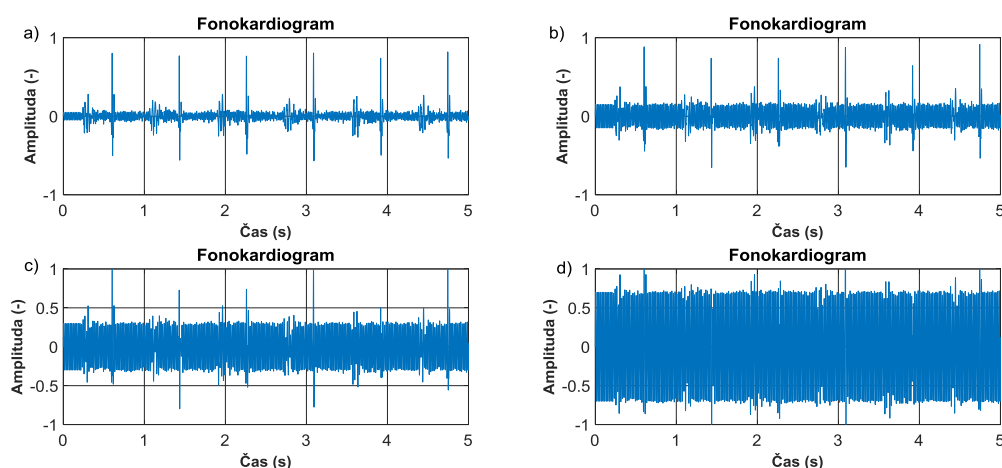 a)
Fonokardiogram
Amplituda (-)
1
0
-1
0 1 2 3 4 5
Čas (s)
b)
Fonokardiogram
Amplituda (-)
1
0
-1
0 1 2 3 4 5
Čas (s)
c)
Fonokardiogram
Amplituda (-)
1
0.5
0
-0.5
-1
0 1 2 3 4 5
Čas (s)
d)
Fonokardiogram
Amplituda (-)
1
0.5
0
-0.5
-1
0 1 2 3 4 5
Čas (s)